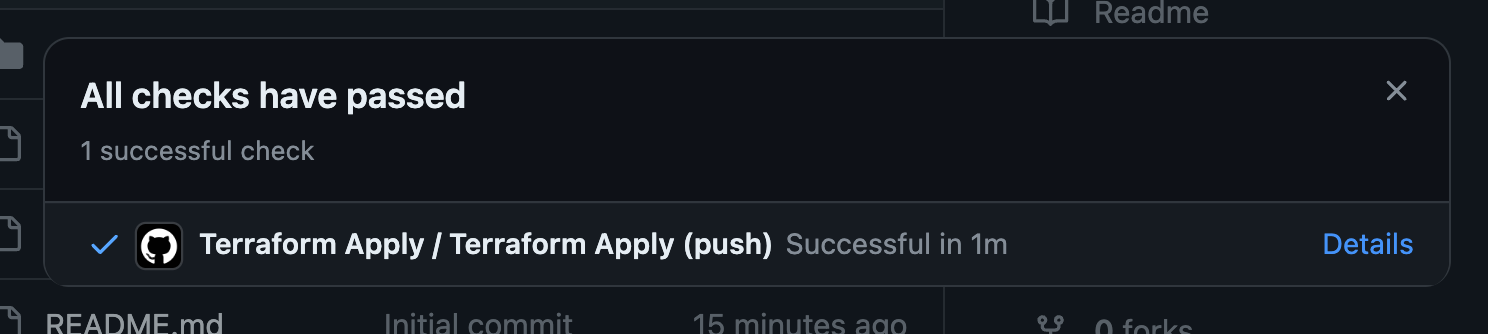 Readme
All checks have passed
1 successful check
Terraform Apply / Terraform Apply (push) Successful in 1m Details
README.md Initial commit 15 minutes ago 0 forks